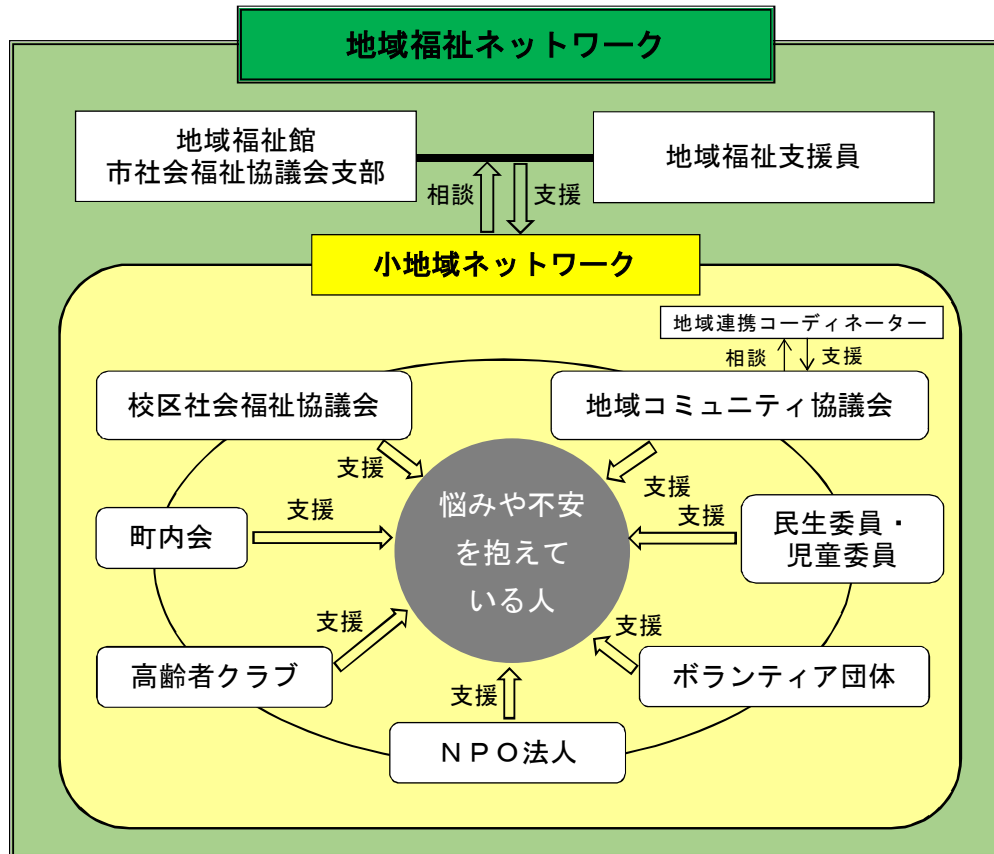 地域福祉ネットワーク
地域福祉館
市社会福祉協議会支部
地域福祉支援員
相談
支援
小地域ネットワーク
地域連携コーディネーター
相談
支援
校区社会福祉協議会
地域コミュニティ協議会
支援
支援
悩みや不安
を抱えて
いる人
町内会
支援
支援
民生委員・
児童委員
高齢者クラブ
支援
支援
ボランティア団体
支援
ＮＰＯ法人